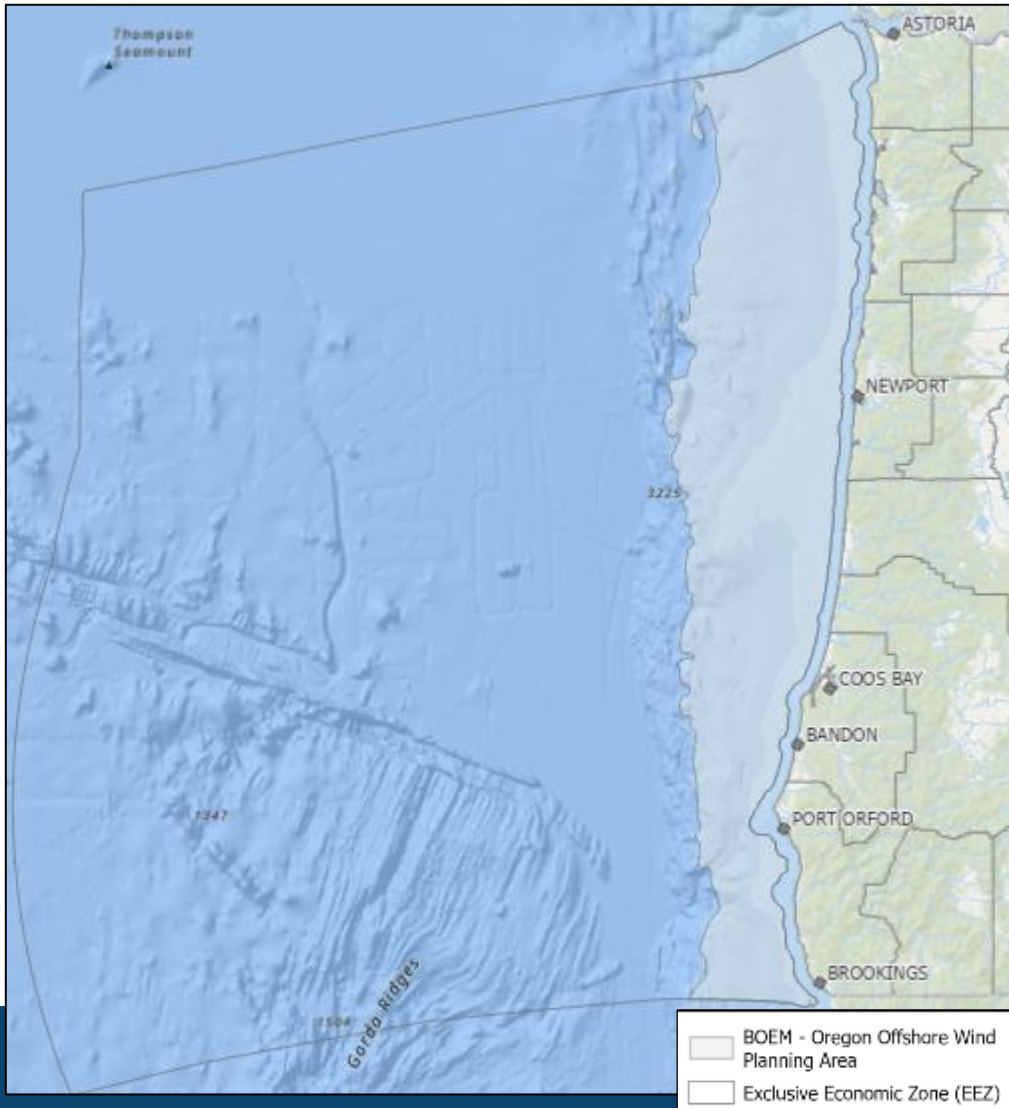 Thompson
Seamount
ASTORIA
NEWPORT
3225
COOS BAY
BANDON
PORT ORFORD
1347
BROOKINGS
Gorda Ridges
1504
BOEM - Oregon Offshore Wind
Planning Area
Exclusive Economic Zone (EEZ)